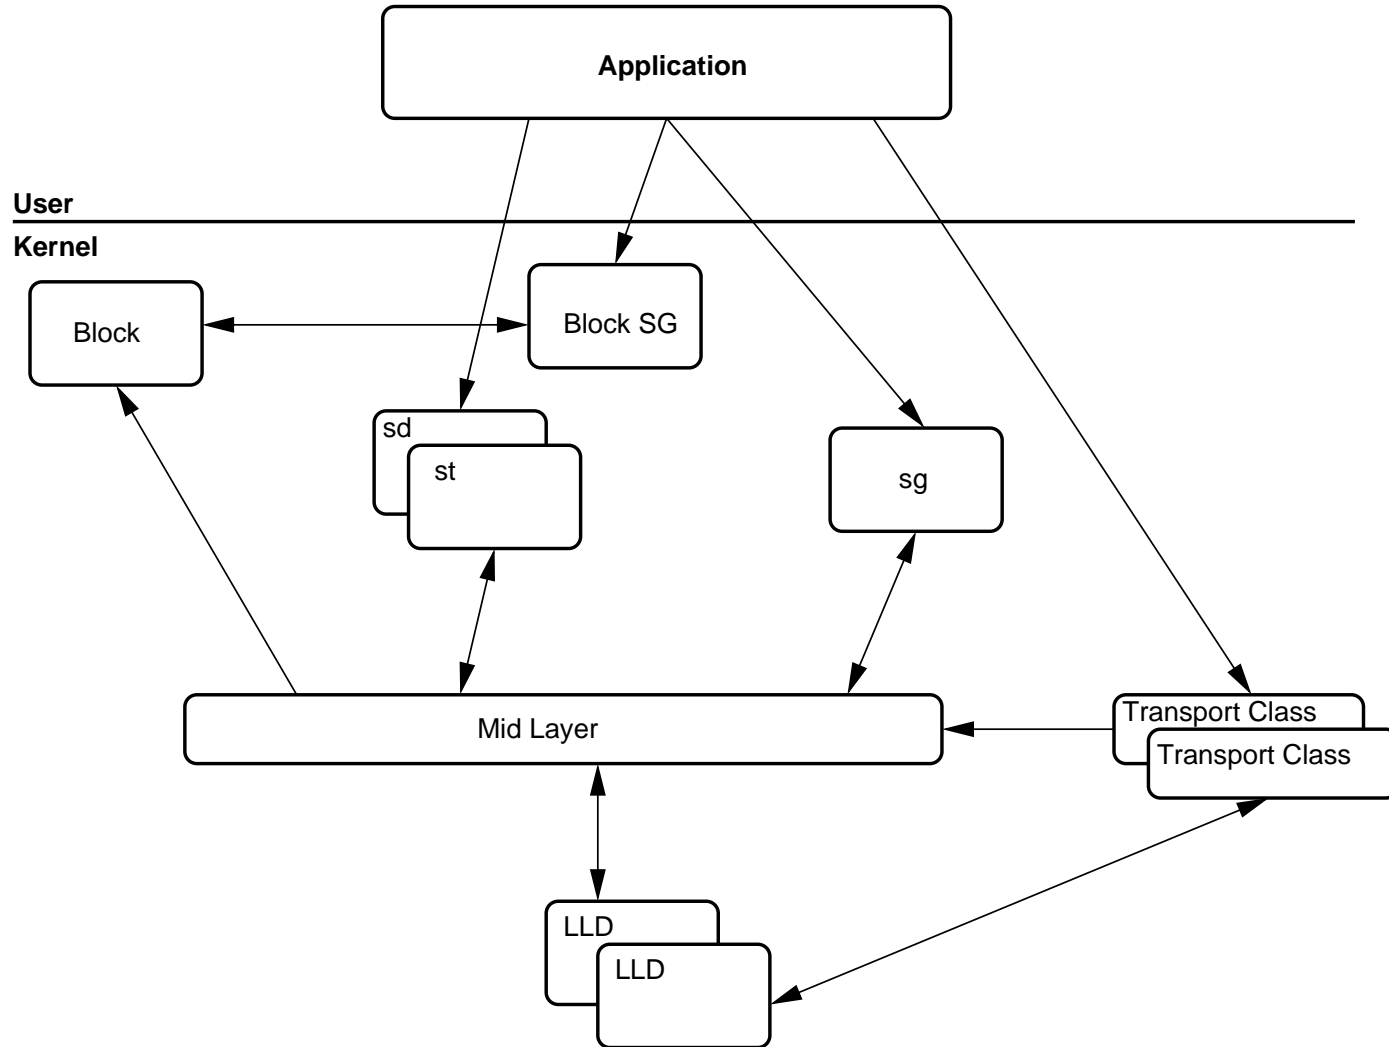 Application
User
Kernel
Block
Block SG
sd
st
sg
Mid Layer
Transport Class
Transport Class
LLD
LLD